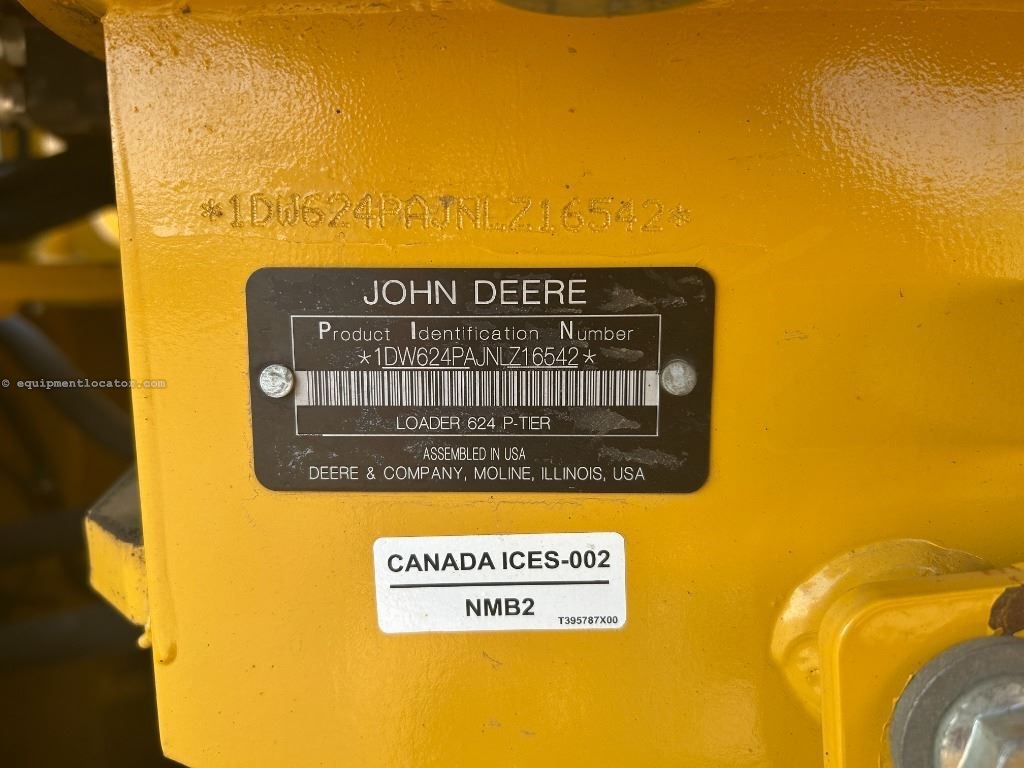 *1DW624PAJNLZ16542*
JOHN DEERE
Product Identification Number
*1DW624PAJNLZ16542*
LOADER 624 P-TIER
ASSEMBLED IN USA
DEERE & COMPANY, MOLINE, ILLINOIS, USA
© equipmentlocator.com
CANADA ICES-002
NMB2
T395787X00